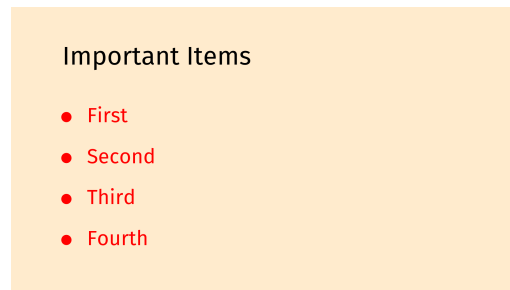 Important Items
● First
● Second
● Third
● Fourth